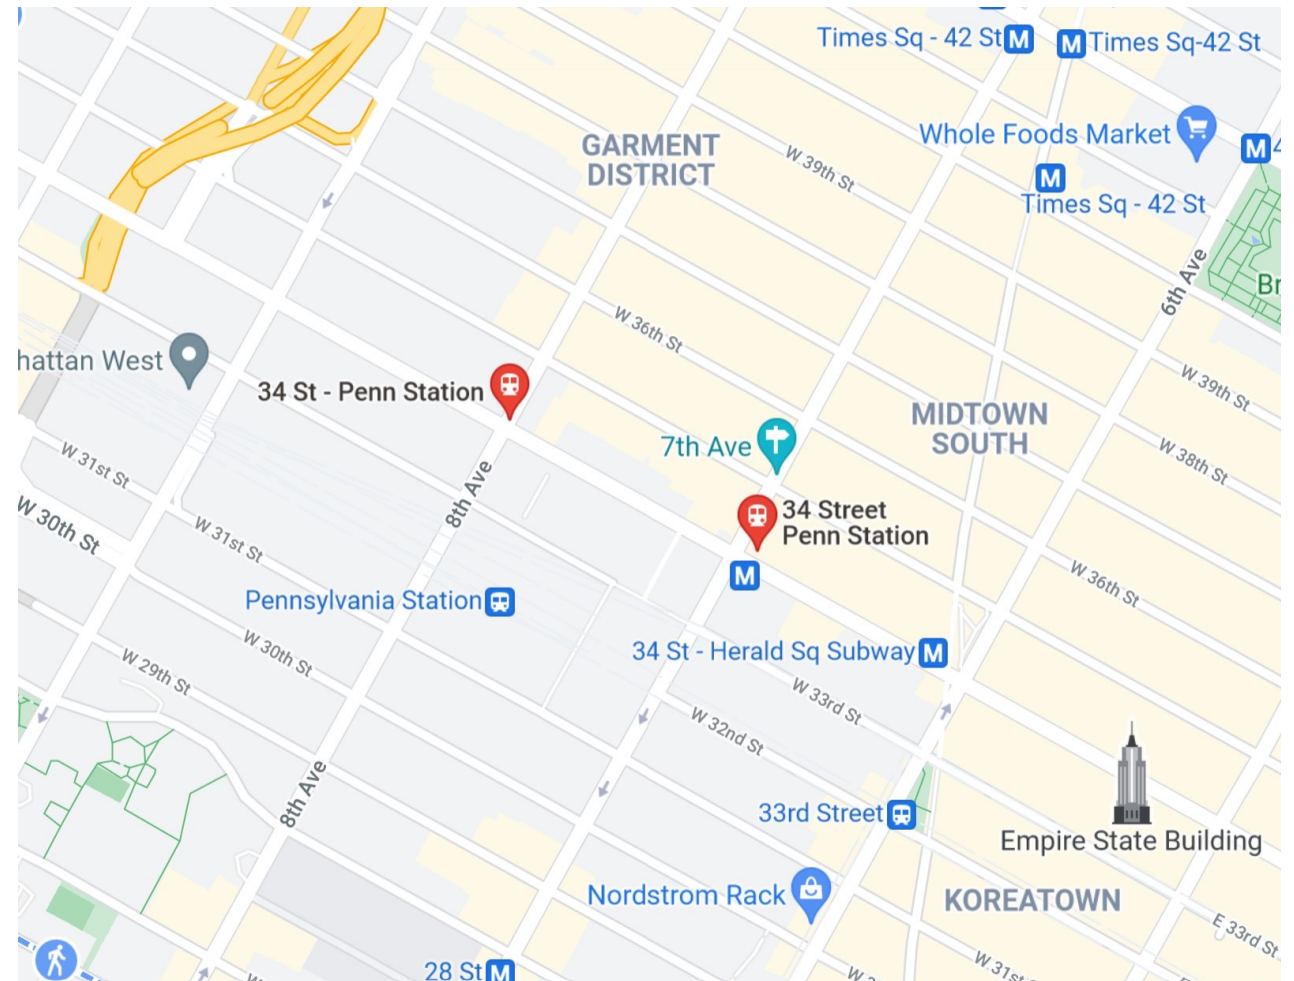 Times Sq - 42 St M
M Times Sq-42 St
Whole Foods Market
M 4
GARMENT
DISTRICT
W 39th St
M
Times Sq - 42 St
6th Ave
Br
W 36th St
hattan West
34 St - Penn Station
W 39th St
MIDTOWN
SOUTH
7th Ave
W 38th St
W 31st St
8th Ave
34 Street
Penn Station
W 30th St
W 31st St
M
W 36th St
Pennsylvania Station
W 30th St
34 St - Herald Sq Subway M
W 29th St
W 33rd St
W 32nd St
8th Ave
33rd Street
Empire State Building
Nordstrom Rack
KOREATOWN
E 33rd St
28 St M
W 31st